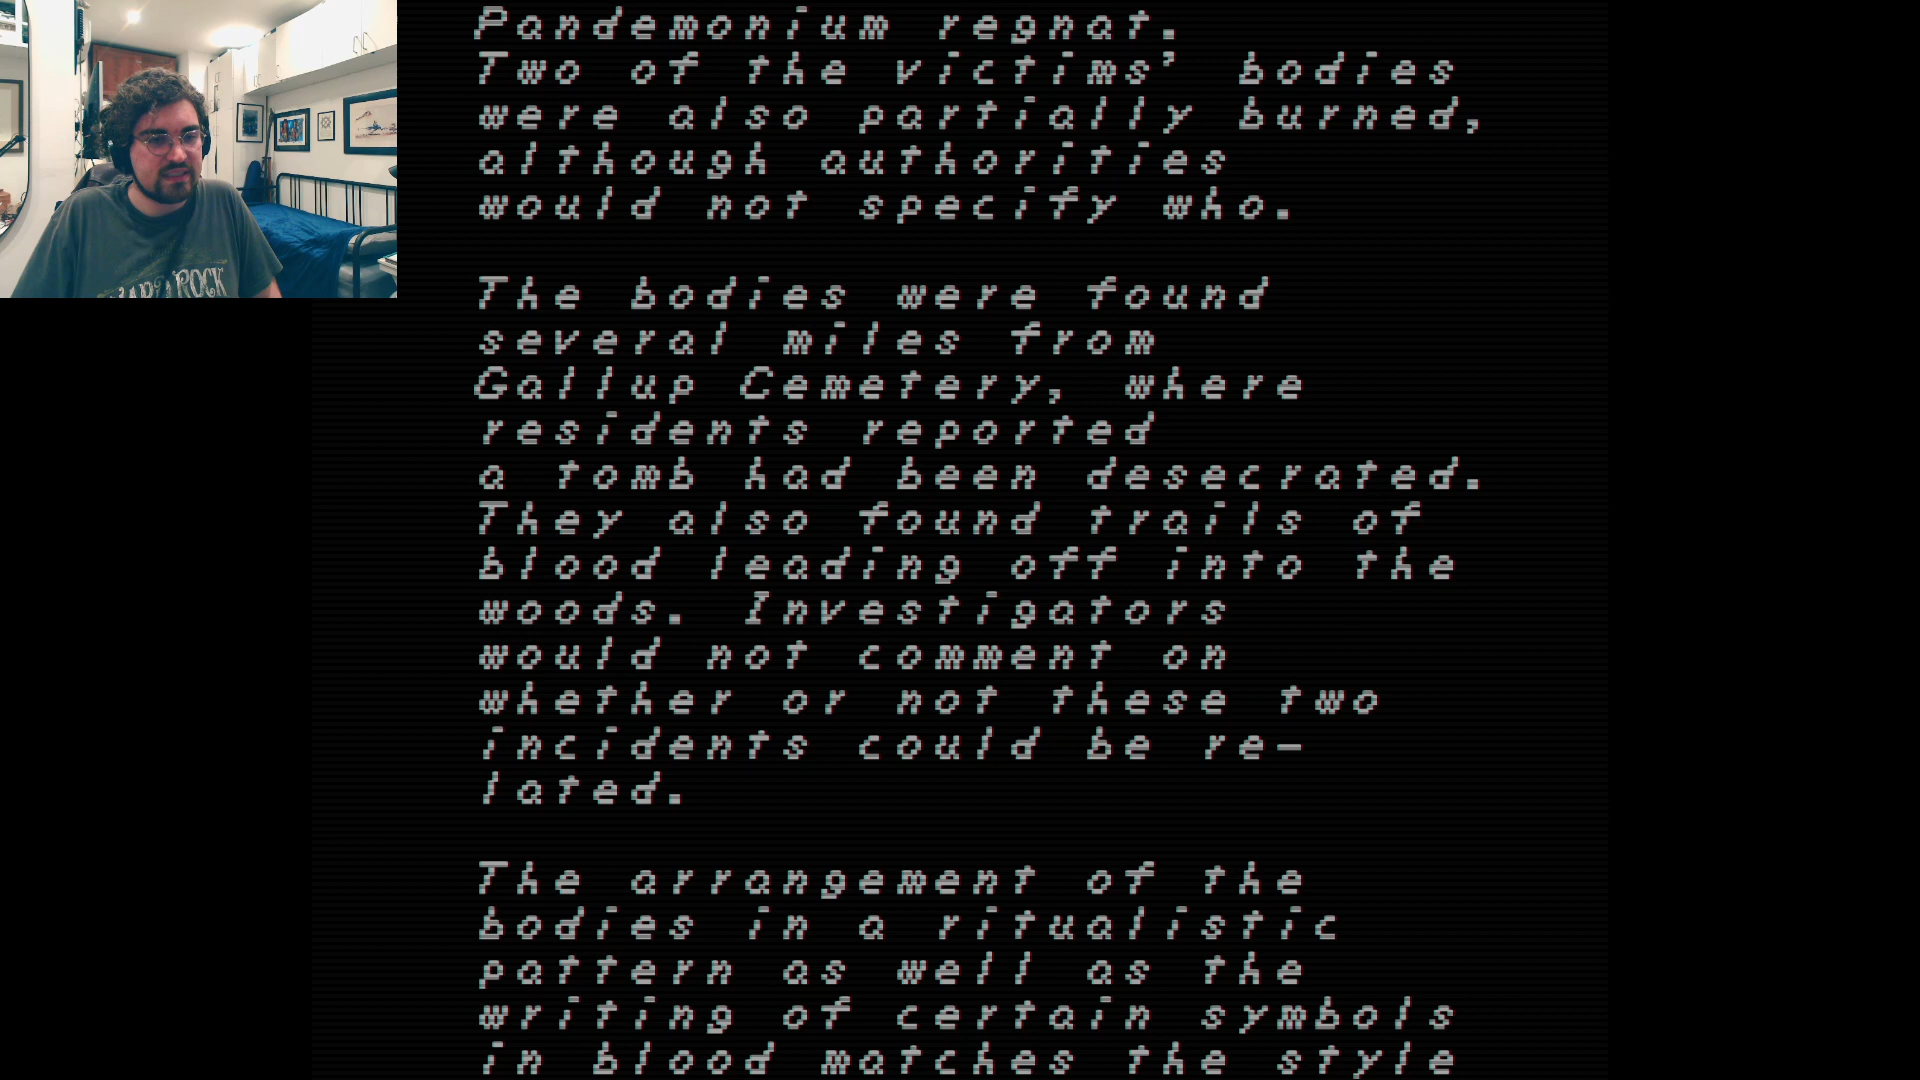 Pandemonium regnat.
Two of the victims' bodies
were also partially burned,
although authorities
would not specify who.
The bodies were found
several miles from
Gallup Cemetery, where
residents reported
a tomb had been desecrated.
They also found trails of
blood leading off into the
woods. Investigators
would not comment on
whether or not these two
incidents could be re-
lated.
The arrangement of the
bodies in a ritualistic
pattern as well as the
writing of certain symbols
in blood matches the style
ROCK